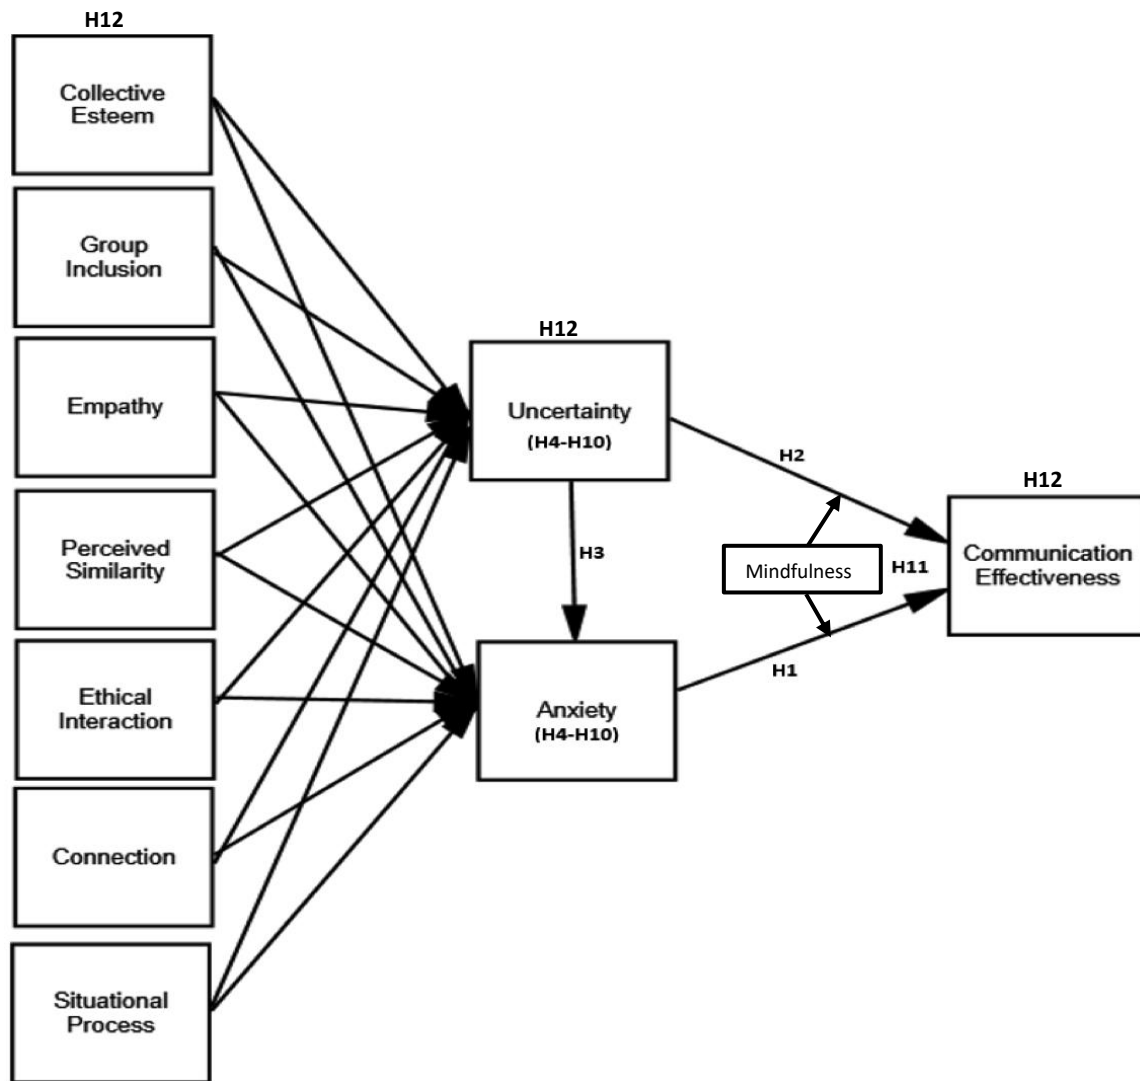 H12
Collective
Esteem
Group
Inclusion
Empathy
Perceived
Similarity
Ethical
Interaction
Connection
Situational
Process
H12
Uncertainty
(H4-H10)
H3
Anxiety
(H4-H10)
H2
Mindfulness
H11
H1
H12
Communication
Effectiveness